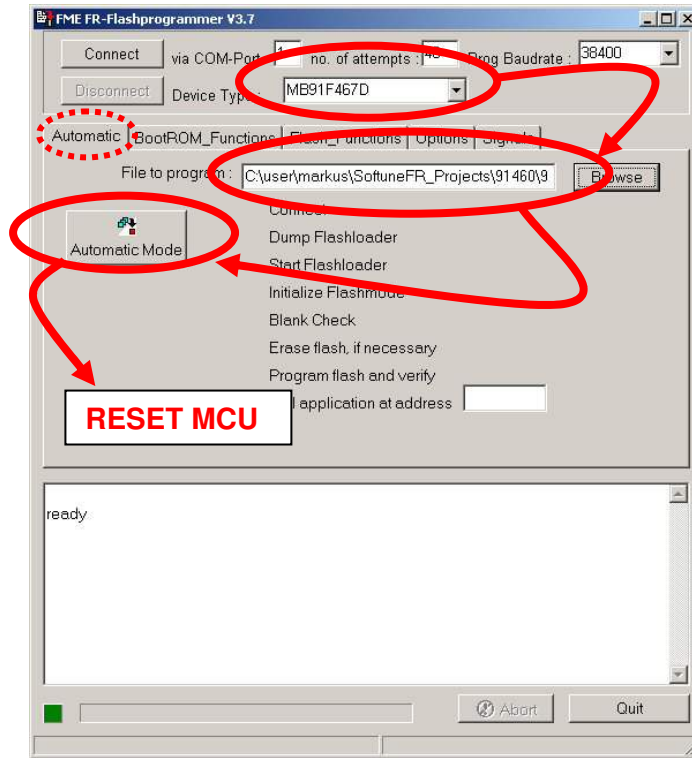 FME FR-Flashprogrammer V3.7
Connect via COM-Port no. of attempts : Prog Baudrate : 38400
Disconnect Device Type : MB91F467D
Automatic BootROM_Functions Flash_Functions Options Signals
File to program : C:\user\markus\SoftuneFR_Projects\91460\9 Browse
Automatic Mode
Connect
Dump Flashloader
Start Flashloader
Initialize Flashmode
Blank Check
Erase flash, if necessary
Program flash and verify
application at address
RESET MCU
ready
Abort Quit